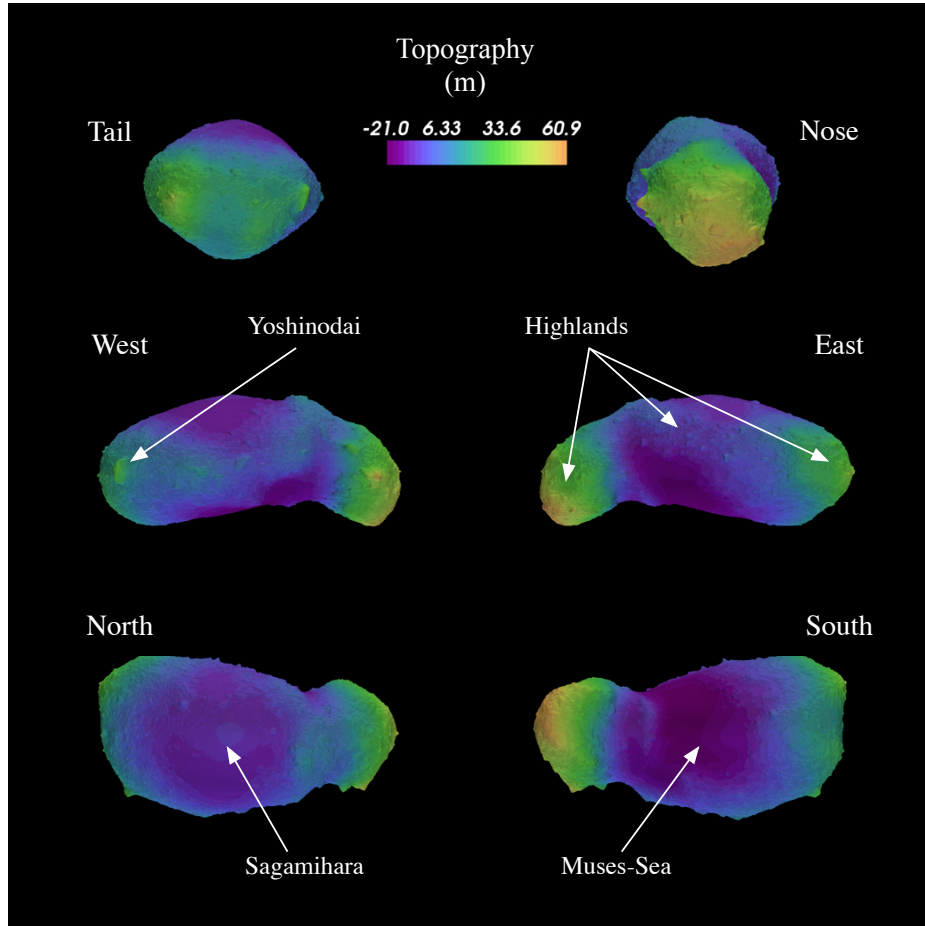 Topography
(m)
-21.0 6.33 33.6 60.9
Tail
Nose
Yoshinodai
Highlands
West
East
North
South
Sagamihara
Muses-Sea